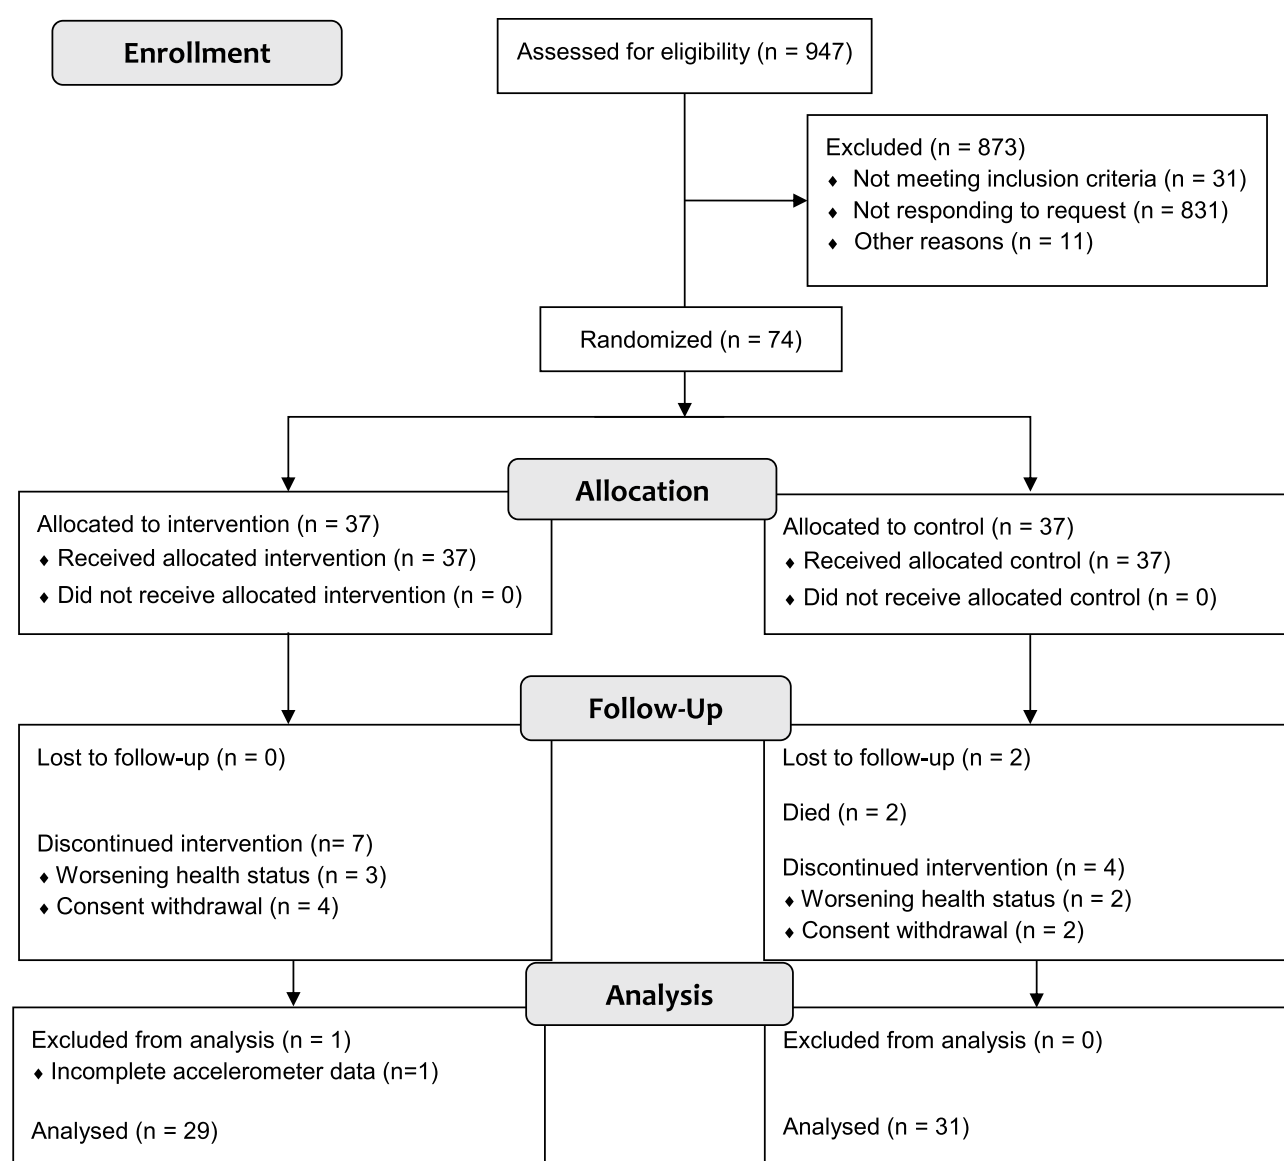 Enrollment
Assessed for eligibility (n = 947)
Excluded (n = 873)
♦ Not meeting inclusion criteria (n = 31)
♦ Not responding to request (n = 831)
♦ Other reasons (n = 11)
Randomized (n = 74)
Allocation
Allocated to intervention (n = 37)
♦ Received allocated intervention (n = 37)
♦ Did not receive allocated intervention (n = 0)
Allocated to control (n = 37)
♦ Received allocated control (n = 37)
♦ Did not receive allocated control (n = 0)
Follow-Up
Lost to follow-up (n = 0)
Discontinued intervention (n= 7)
♦ Worsening health status (n = 3)
♦ Consent withdrawal (n = 4)
Lost to follow-up (n = 2)
Died (n = 2)
Discontinued intervention (n = 4)
♦ Worsening health status (n = 2)
♦ Consent withdrawal (n = 2)
Analysis
Excluded from analysis (n = 1)
♦ Incomplete accelerometer data (n=1)
Analysed (n = 29)
Excluded from analysis (n = 0)
Analysed (n = 31)